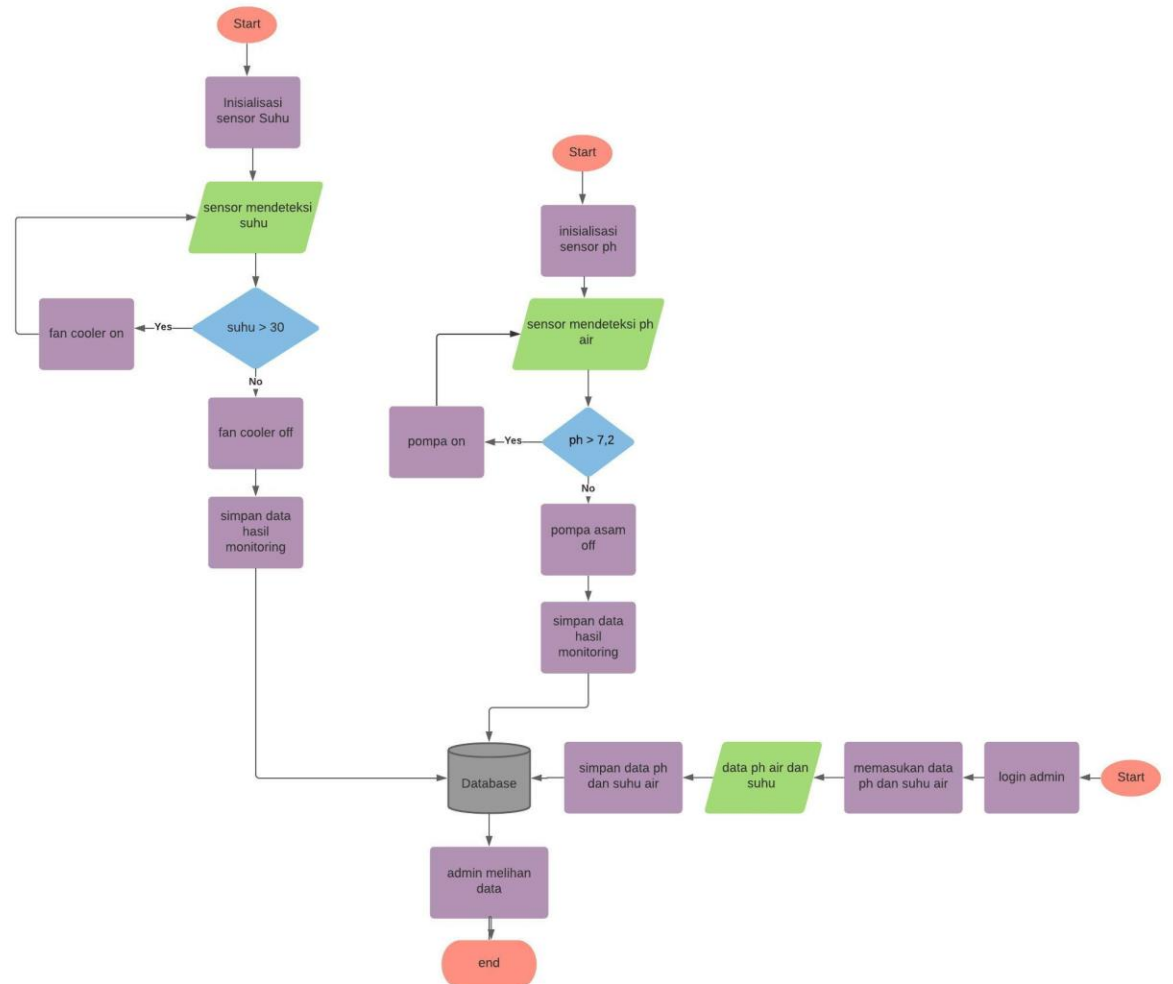 Start
Inisialisasi
sensor Suhu
sensor mendeteksi
suhu
fan cooler on
Yes
suhu > 30
No
fan cooler off
simpan data
hasil
monitoring
Start
inisialisasi
sensor ph
sensor mendeteksi ph
air
pompa on
Yes
ph > 7,2
No
pompa asam
off
simpan data
hasil
monitoring
Database
simpan data ph
dan suhu air
data ph air dan
suhu
memasukan data
ph dan suhu air
login admin
Start
admin melihan
data
end